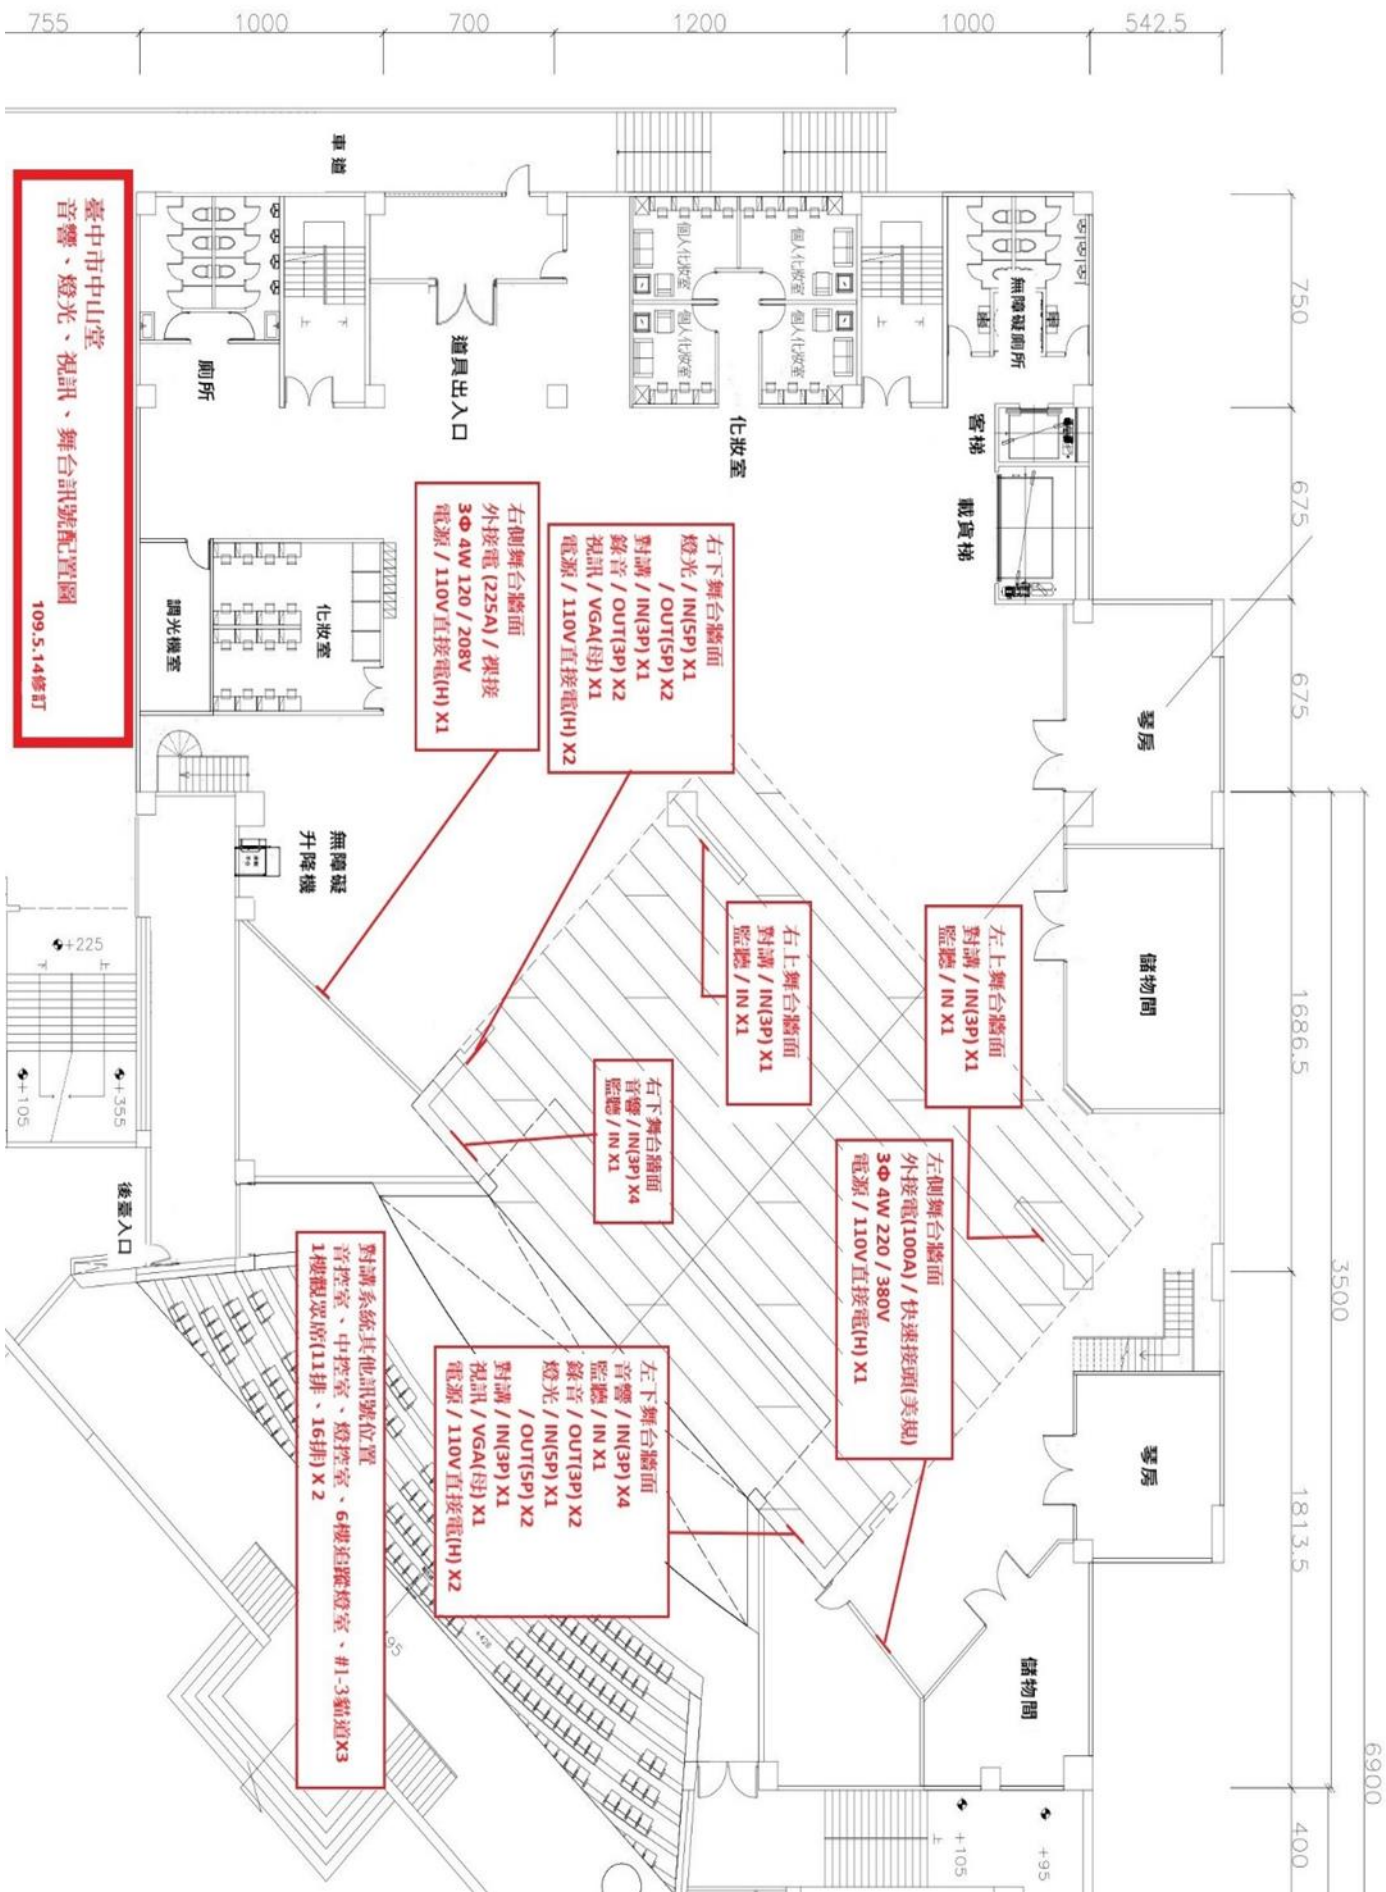 臺中市中山堂
音響、燈光、視訊、舞台訊號配置圖
109.5.14修訂
755
1000
700
1200
1000
542.5
750
675
675
1686.5
1813.5
400
3500
6900
車道
廁所
上
下
道具出入口
個人化妝室
個人化妝室
個人化妝室
個人化妝室
化妝室
上
下
無障礙廁所
客梯
載貨梯
調光機室
化妝室
無障礙
升降機
琴房
儲物間
琴房
儲物間
後臺入口
右側舞台牆面
外接電 (225A) / 裸接
3Φ 4W 120 / 208V
電源 / 110V直接電(H) X1
右下舞台牆面
燈光 / IN(5P) X1
/ OUT(5P) X2
對講 / IN(3P) X1
錄音 / OUT(3P) X2
視訊 / VGA(母) X1
電源 / 110V直接電(H) X2
右上舞台牆面
對講 / IN(3P) X1
監聽 / IN X1
左上舞台牆面
對講 / IN(3P) X1
監聽 / IN X1
右下舞台牆面
音響 / IN(3P) X4
監聽 / IN X1
左側舞台牆面
外接電(100A) / 快速接頭(美規)
3Φ 4W 220 / 380V
電源 / 110V直接電(H) X1
左下舞台牆面
音響 / IN(3P) X4
監聽 / IN X1
錄音 / OUT(3P) X2
燈光 / IN(5P) X1
/ OUT(5P) X2
對講 / IN(3P) X1
視訊 / VGA(母) X1
電源 / 110V直接電(H) X2
對講系統其他訊號位置
音控室、中控室、燈控室、6樓追蹤燈室、#1-3貓道X3
1樓觀眾席(11排、16排) X 2
+225
下
上
+105
+355
+105
+95
上